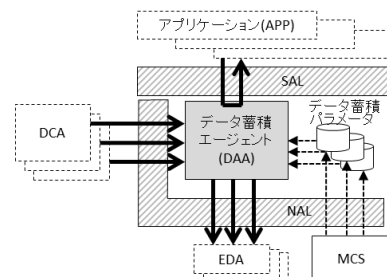 アプリケーション(APP)
SAL
DCA
データ蓄積
エージェント
(DAA)
データ蓄積
パラメータ
NAL
EDA
MCS